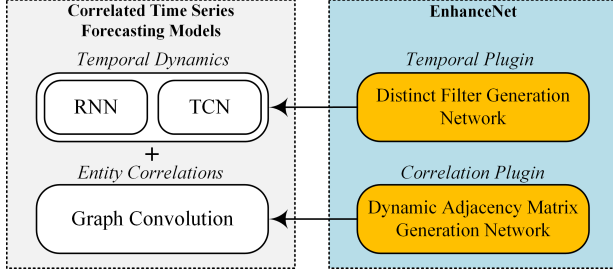 Correlated Time Series
Forecasting Models
Temporal Dynamics
RNN
TCN
+
Entity Correlations
Graph Convolution
EnhanceNet
Temporal Plugin
Distinct Filter Generation
Network
Correlation Plugin
Dynamic Adjacency Matrix
Generation Network